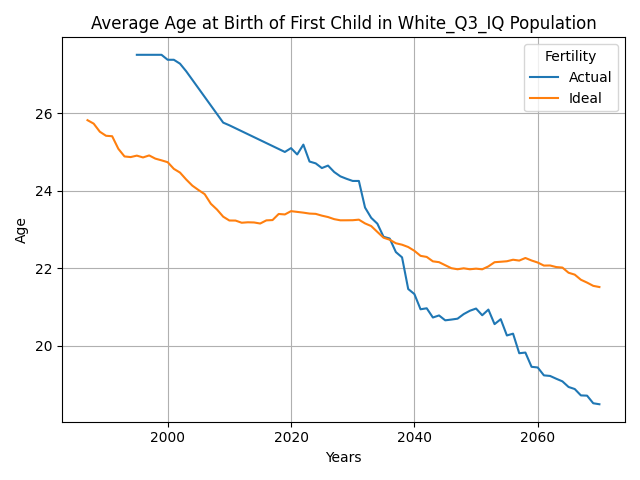 Average Age at Birth of First Child in White_Q3_IQ Population
Fertility
Actual
Ideal
26
24
22
20
Age
2000
2020
2040
2060
Years